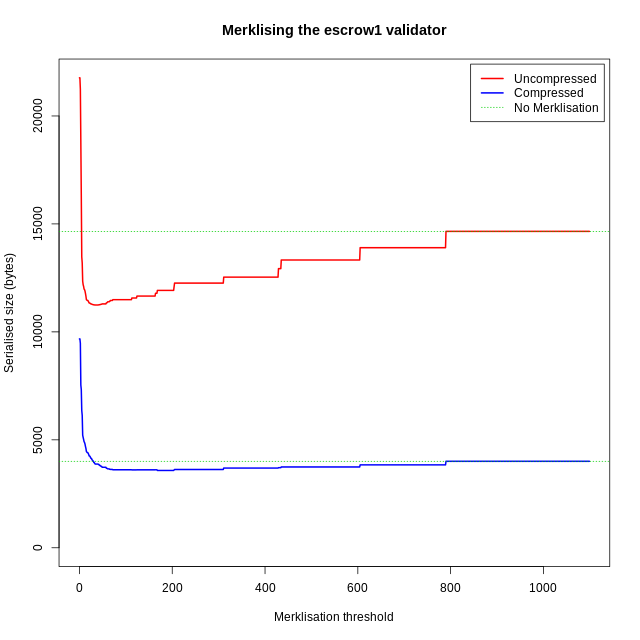 Merklising the escrow1 validator
Uncompressed
Compressed
No Merklisation
Serialised size (bytes)
20000
15000
10000
5000
0
0 200 400 600 800 1000
Merklisation threshold